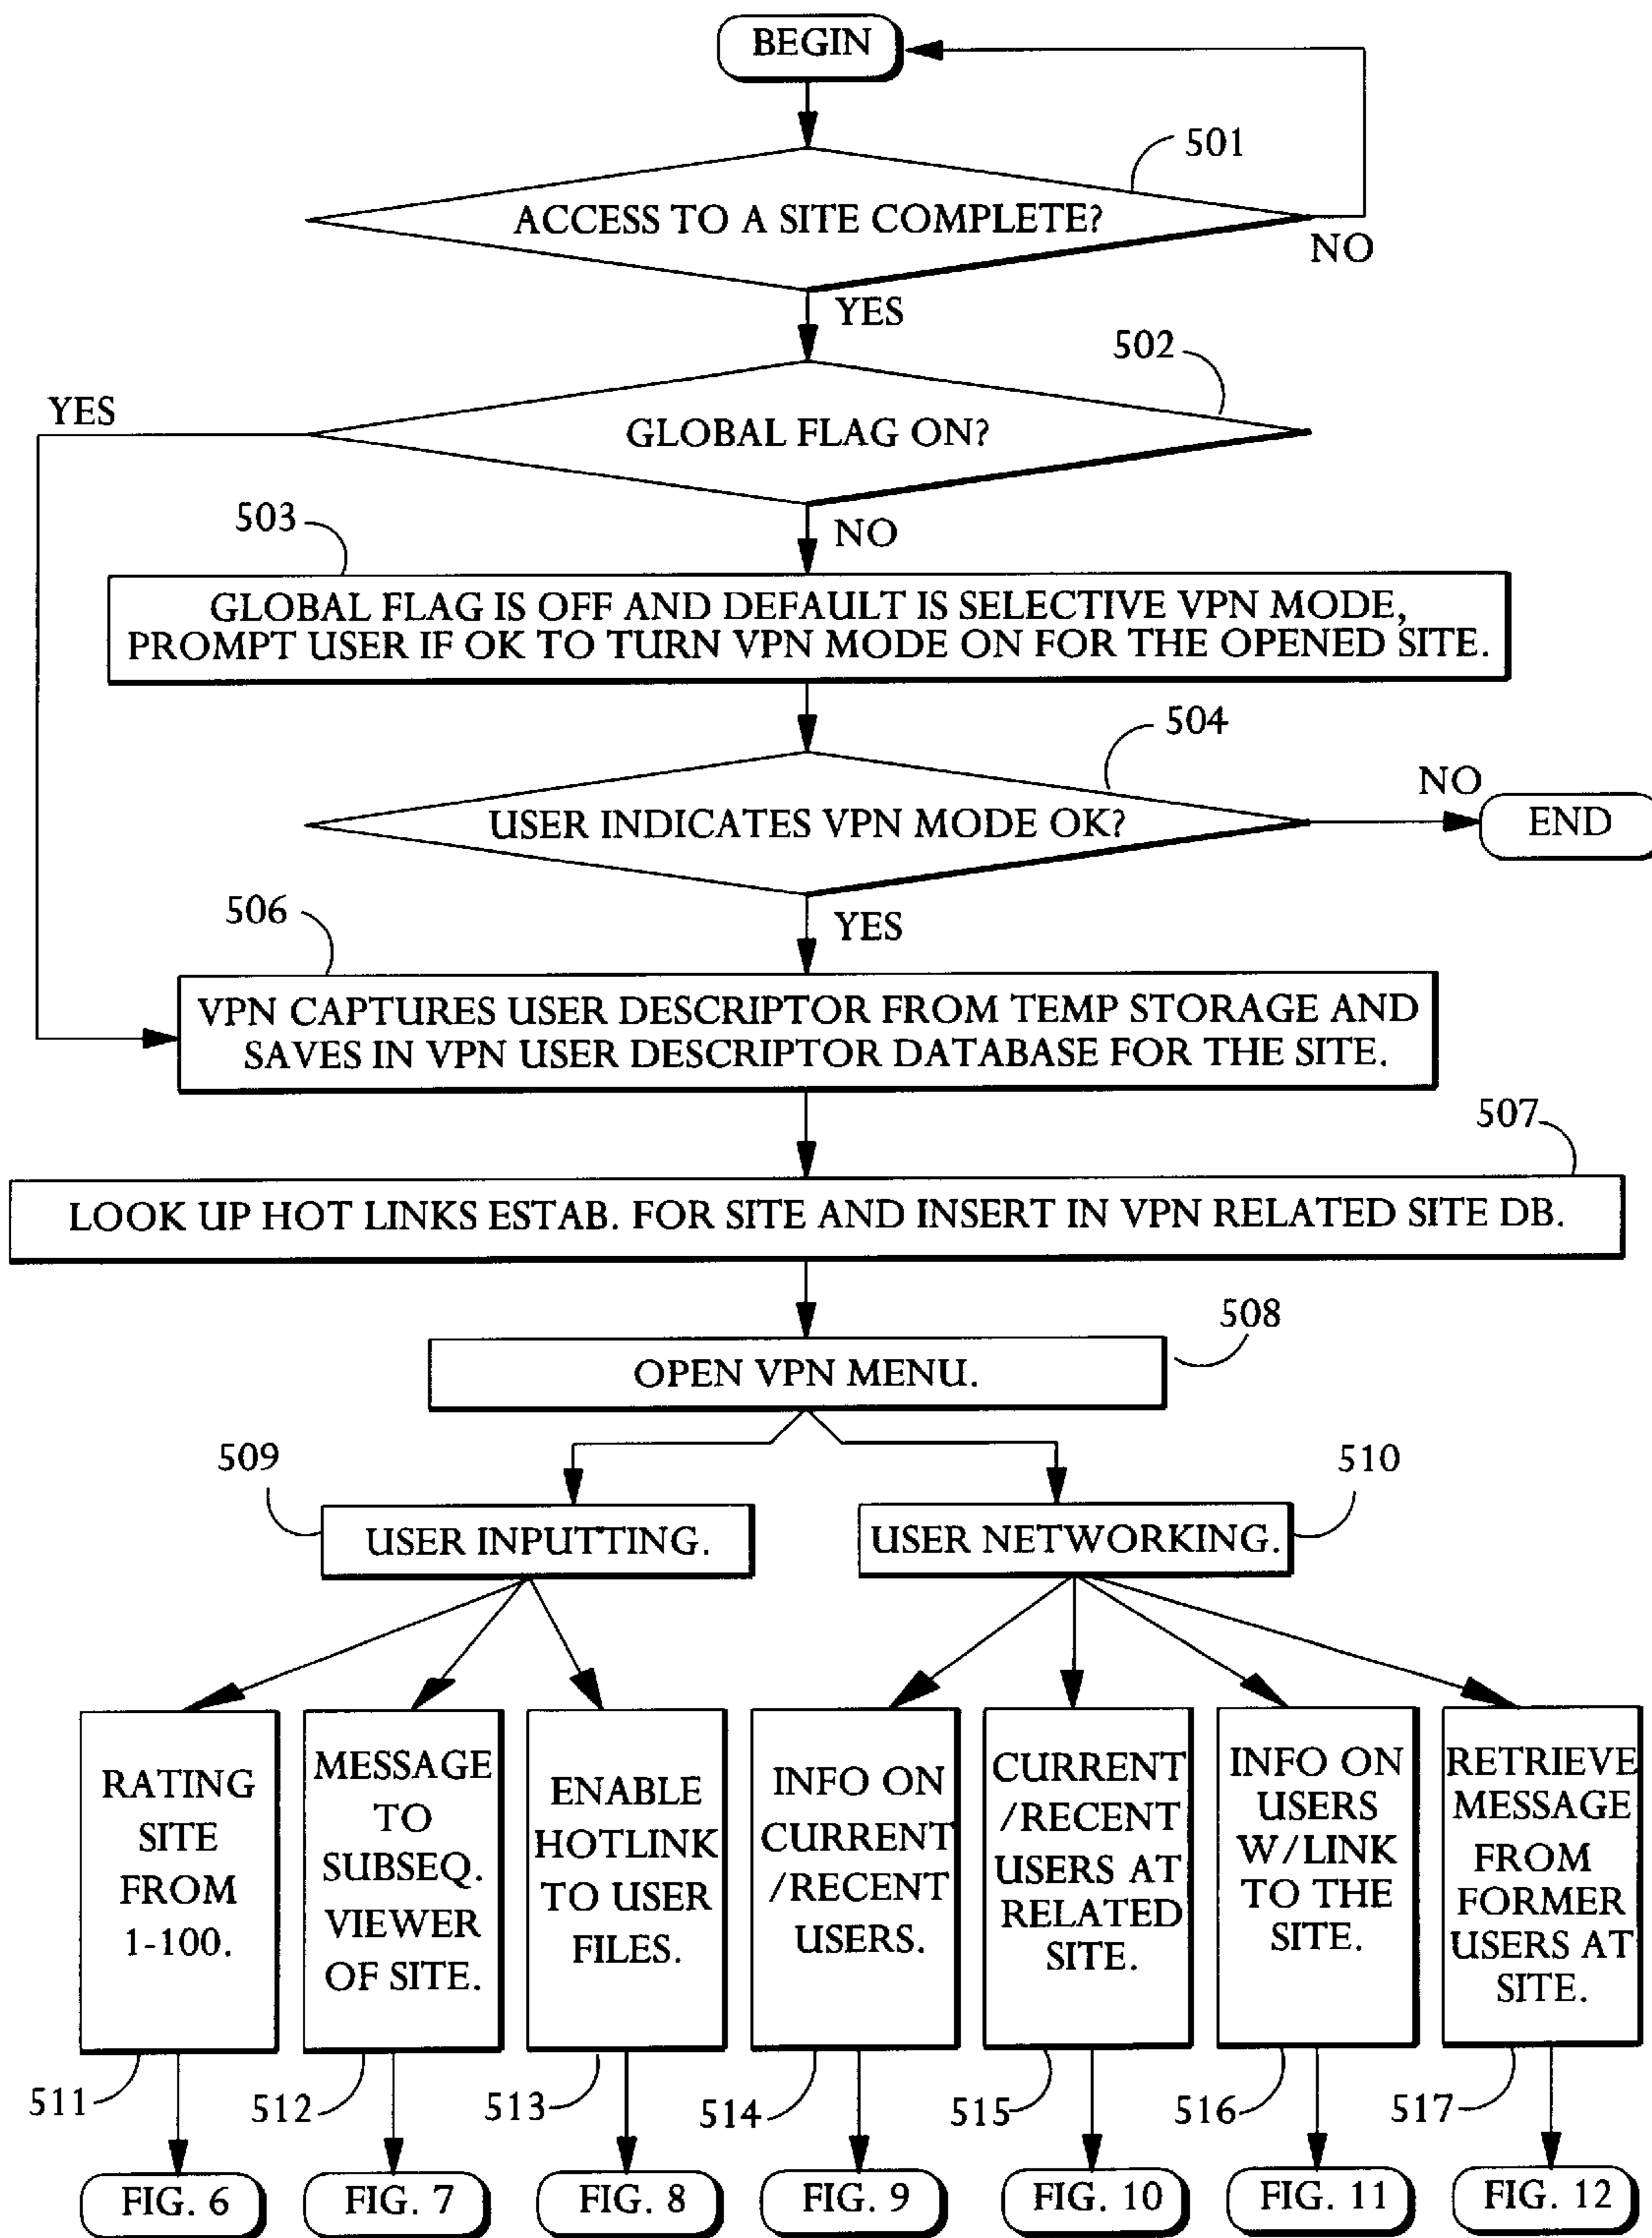 BEGIN
501
ACCESS TO A SITE COMPLETE?
NO
YES
502
YES
GLOBAL FLAG ON?
503
NO
GLOBAL FLAG IS OFF AND DEFAULT IS SELECTIVE VPN MODE,
PROMPT USER IF OK TO TURN VPN MODE ON FOR THE OPENED SITE.
504
NO
USER INDICATES VPN MODE OK?
END
506
YES
VPN CAPTURES USER DESCRIPTOR FROM TEMP STORAGE AND
SAVES IN VPN USER DESCRIPTOR DATABASE FOR THE SITE.
507
LOOK UP HOT LINKS ESTAB. FOR SITE AND INSERT IN VPN RELATED SITE DB.
508
OPEN VPN MENU.
509
510
USER INPUTTING.
USER NETWORKING.
RATING
SITE
FROM
1-100.
MESSAGE
TO
SUBSEQ.
VIEWER
OF SITE.
ENABLE
HOTLINK
TO USER
FILES.
INFO ON
CURRENT
/RECENT
USERS.
CURRENT
/RECENT
USERS AT
RELATED
SITE.
INFO ON
USERS
W/LINK
TO THE
SITE.
RETRIEVE
MESSAGE
FROM
FORMER
USERS AT
SITE.
511
512
513
514
515
516
517
FIG. 6
FIG. 7
FIG. 8
FIG. 9
FIG. 10
FIG. 11
FIG. 12